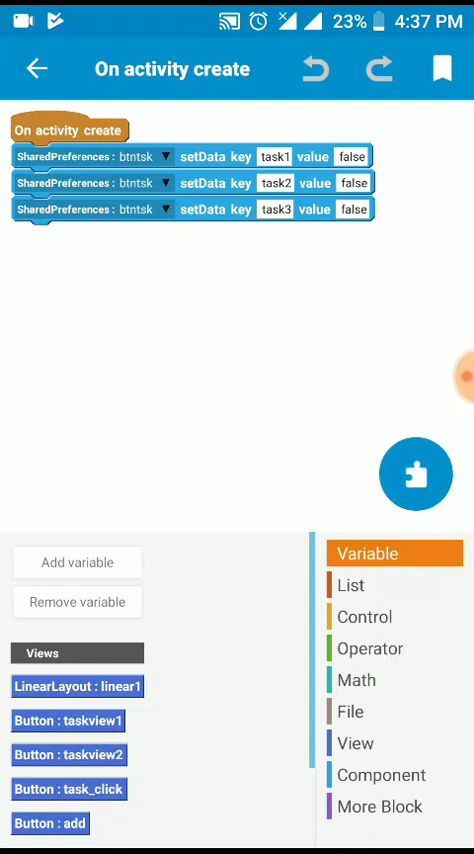 23% 4:37 PM
On activity create
On activity create
SharedPreferences : btntsk setData key task1 value false
SharedPreferences : btntsk setData key task2 value false
SharedPreferences : btntsk setData key task3 value false
Add variable
Remove variable
Views
LinearLayout : linear1
Button : taskview1
Button : taskview2
Button : task_click
Button : add
Variable
List
Control
Operator
Math
File
View
Component
More Block